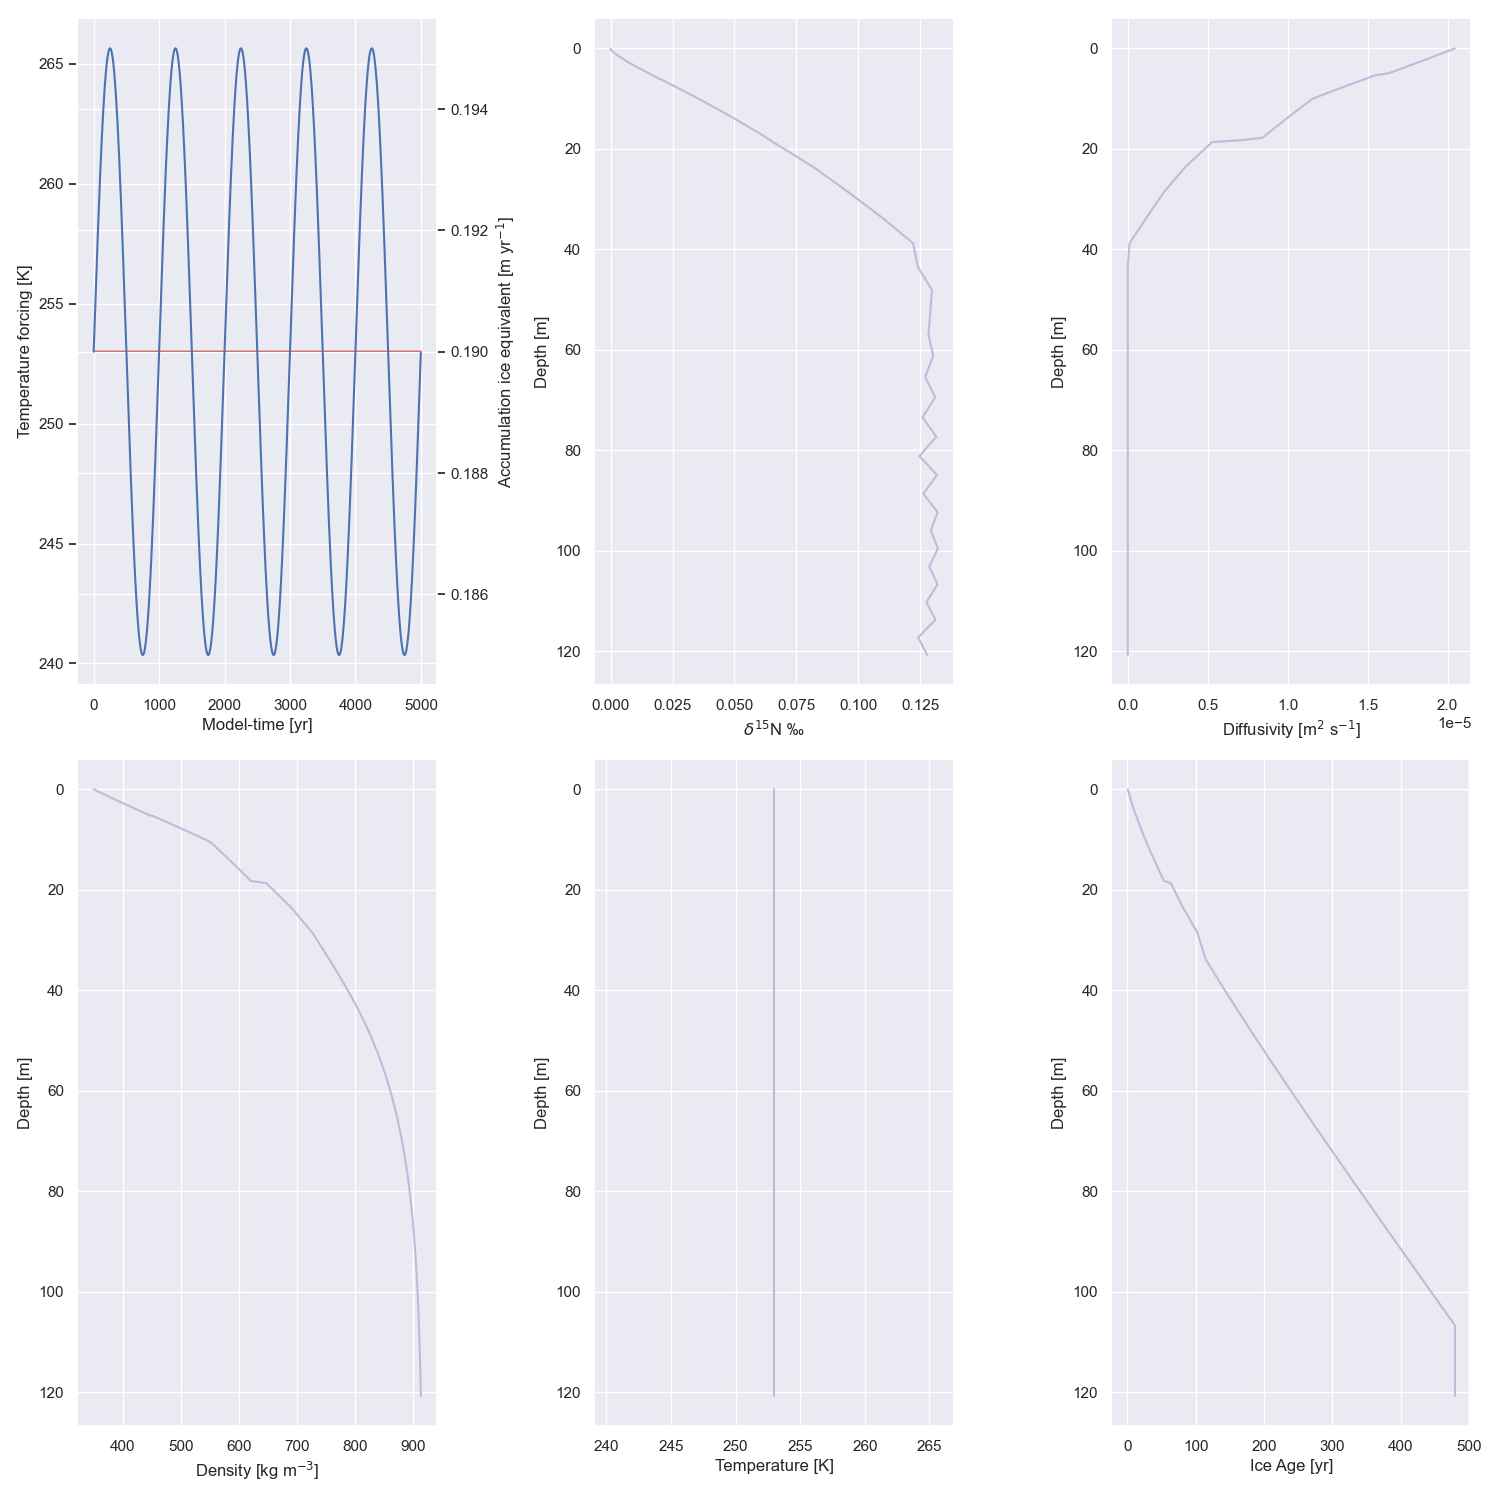 Temperature forcing [K]
265
260
255
250
245
240
0 1000 2000 3000 4000 5000
Model-time [yr]
0.194
0.192
0.190
0.188
0.186
Accumulation ice equivalent [m yr⁻¹]
Depth [m]
0
20
40
60
80
100
120
0.000 0.025 0.050 0.075 0.100 0.125
δ¹⁵N ‰
Depth [m]
0
20
40
60
80
100
120
0.0 0.5 1.0 1.5 2.0
1e−5
Diffusivity [m² s⁻¹]
Depth [m]
0
20
40
60
80
100
120
400 500 600 700 800 900
Density [kg m⁻³]
Depth [m]
0
20
40
60
80
100
120
240 245 250 255 260 265
Temperature [K]
Depth [m]
0
20
40
60
80
100
120
0 100 200 300 400 500
Ice Age [yr]